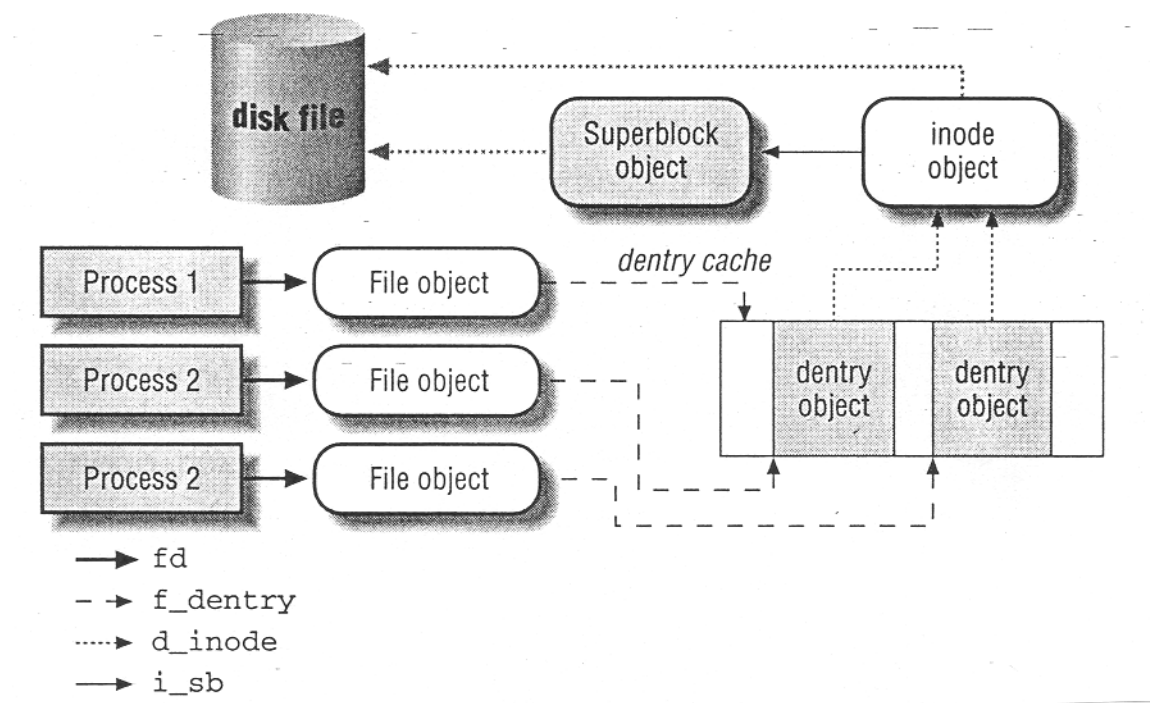 disk file
Superblock
object
inode
object
Process 1
File object
dentry cache
Process 2
File object
dentry
object
dentry
object
Process 2
File object
fd
f_dentry
d_inode
i_sb